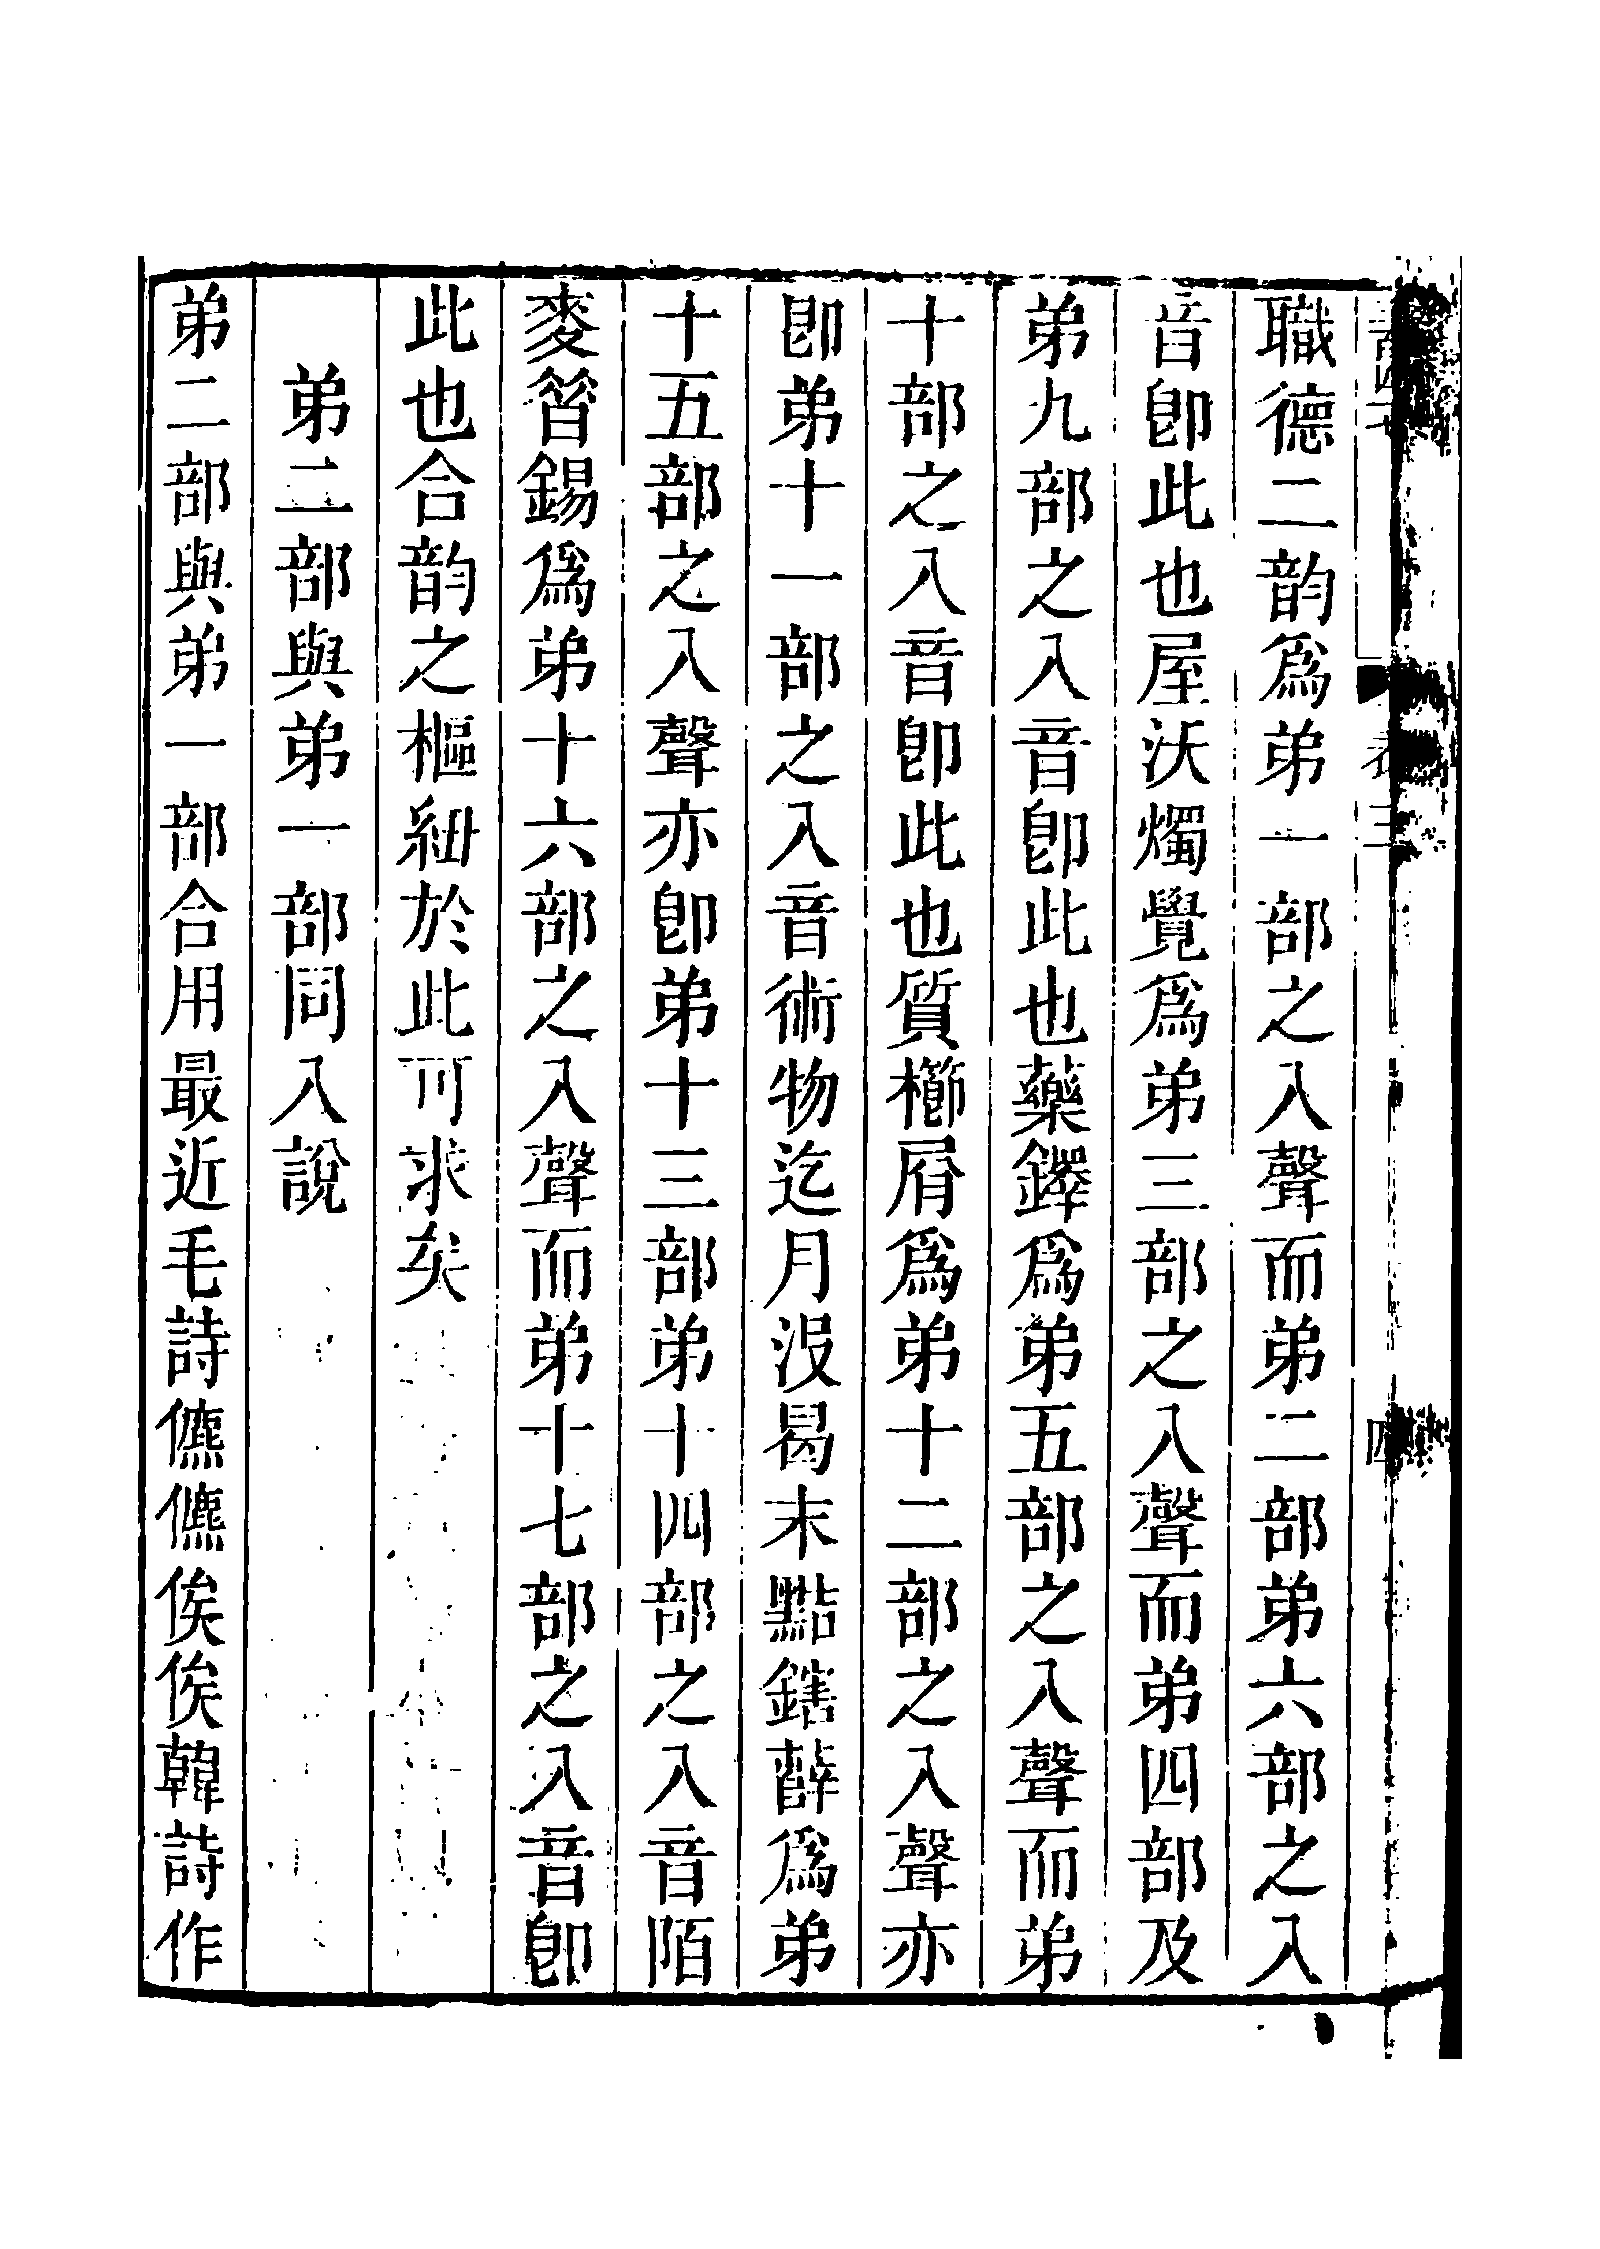 表三 四
職德二韵爲弟一部之入聲而弟二部弟六部之入
音卽此也屋沃燭覺爲弟三部之入聲而弟四部及
弟九部之入音卽此也藥鐸爲弟五部之入聲而弟
十部之入音卽此也質櫛屑爲弟十二部之入聲亦
卽弟十一部之入音術物迄月沒曷末黠鎋薛爲弟
十五部之入聲亦卽弟十三部弟十四部之入音陌
麥㫺錫爲弟十六部之入聲而弟十七部之入音卽
此也合韵之樞紐於此可求矣
弟二部與弟一部同入說
弟二部與弟一部合用最近毛詩儦儦俟俟韓詩作